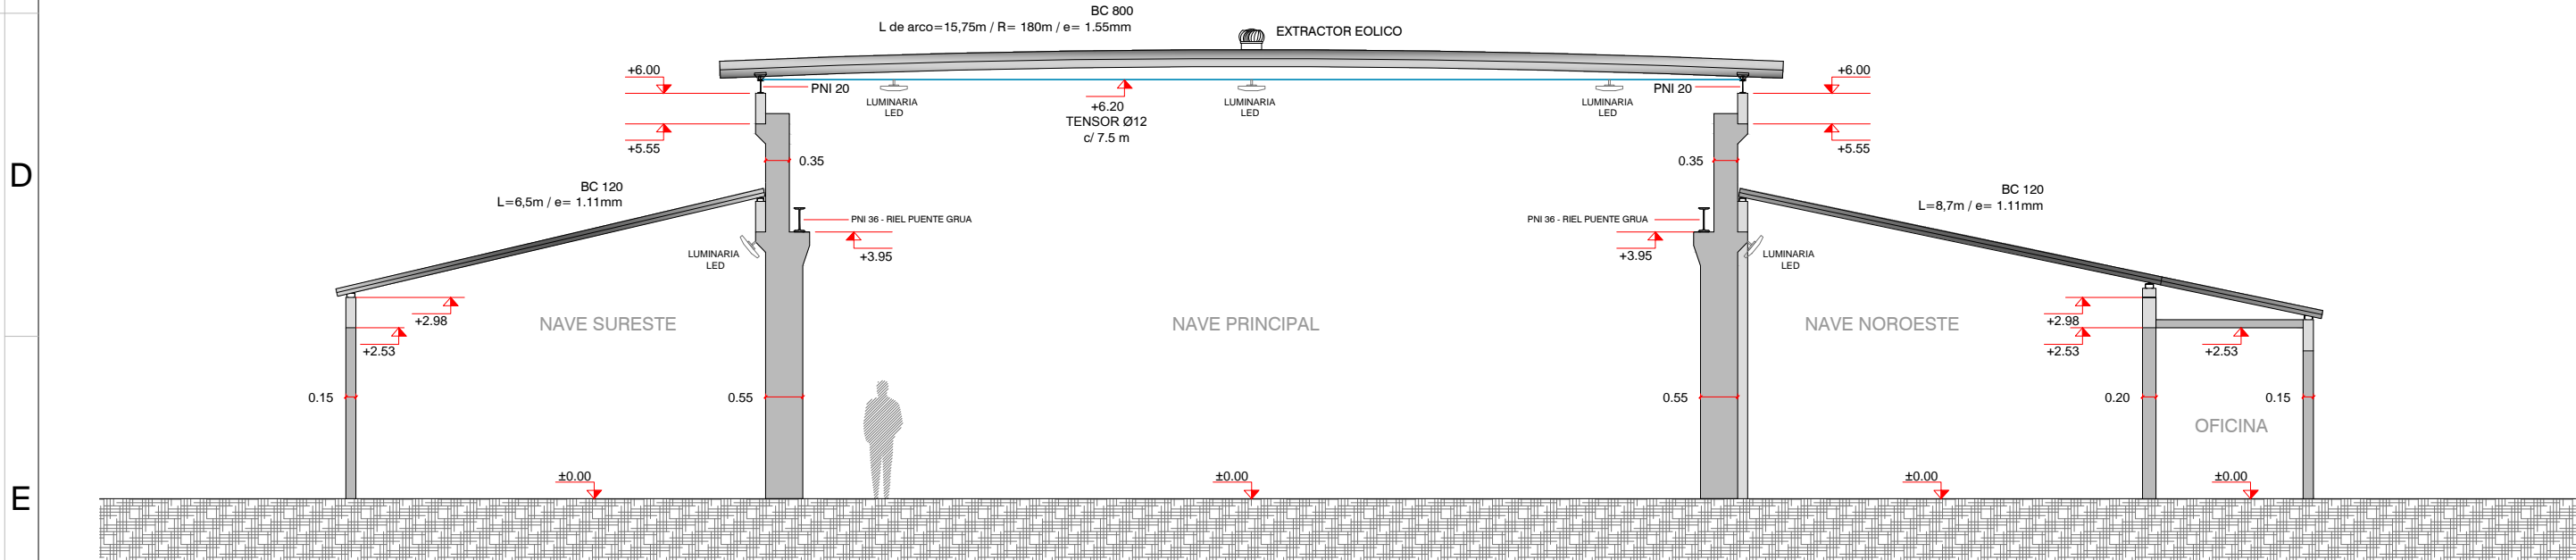 BC 800
L de arco=15,75m / R= 180m / e= 1.55mm
EXTRACTOR EOLICO
+6.00
+6.00
PNI 20
PNI 20
LUMINARIA
LED
LUMINARIA
LED
LUMINARIA
LED
+6.20
TENSOR Ø12
c/ 7.5 m
+5.55
+5.55
0.35
0.35
D
BC 120
L=6,5m / e= 1.11mm
BC 120
L=8,7m / e= 1.11mm
PNI 36 - RIEL PUENTE GRUA
PNI 36 - RIEL PUENTE GRUA
LUMINARIA
LED
+3.95
+3.95
LUMINARIA
LED
+2.98
+2.98
NAVE SURESTE
NAVE PRINCIPAL
NAVE NOROESTE
+2.53
+2.53
+2.53
0.15
0.55
0.55
0.20
0.15
OFICINA
±0.00
±0.00
±0.00
±0.00
E